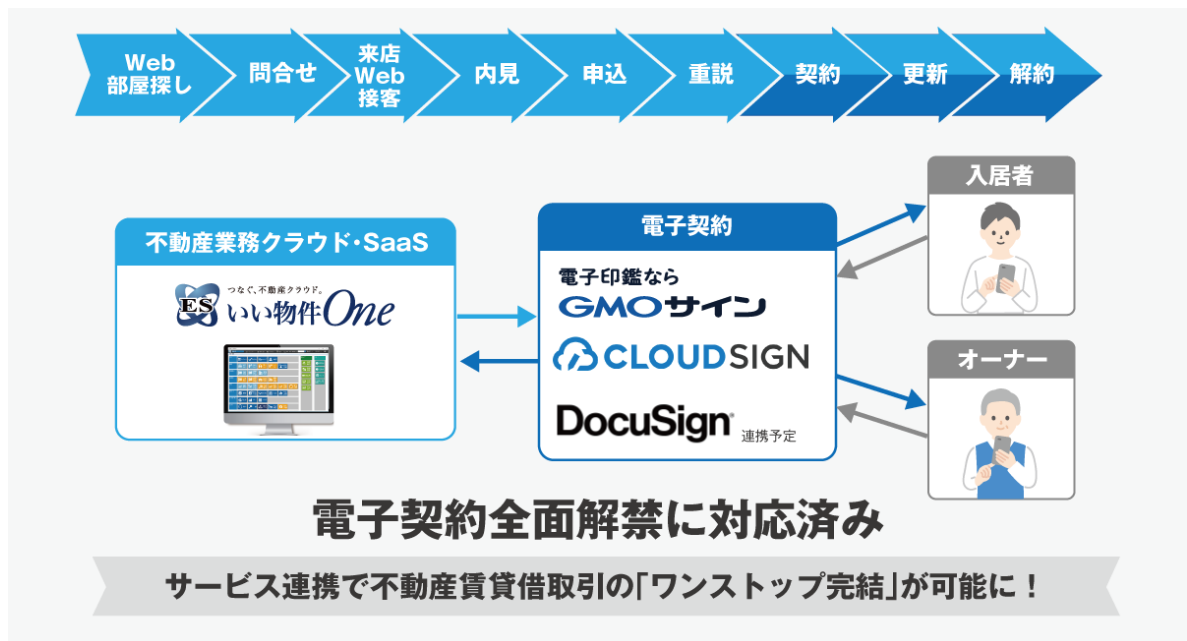 Web
部屋探し
問合せ
来店
Web
接客
内見
申込
重説
契約
更新
解約
不動産業務クラウド・SaaS
ES
つなぐ、不動産クラウド。
いい物件One
電子契約
電子印鑑なら
GMOサイン
CLOUDSIGN
DocuSign
連携予定
入居者
オーナー
電子契約全面解禁に対応済み
サービス連携で不動産賃貸借取引の「ワンストップ完結」が可能に！